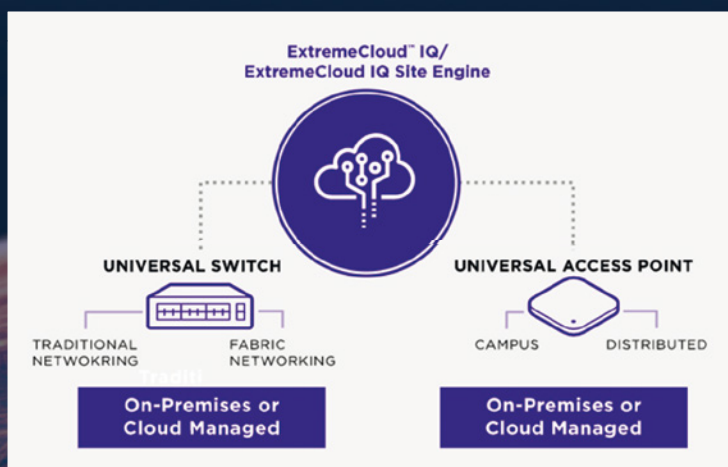 ExtremeCloud™ IQ/
ExtremeCloud IQ Site Engine
UNIVERSAL SWITCH
TRADITIONAL
NETWOKRING
FABRIC
NETWORKING
Traditi
On-Premises or
Cloud Managed
UNIVERSAL ACCESS POINT
CAMPUS
DISTRIBUTED
On-Premises or
Cloud Managed